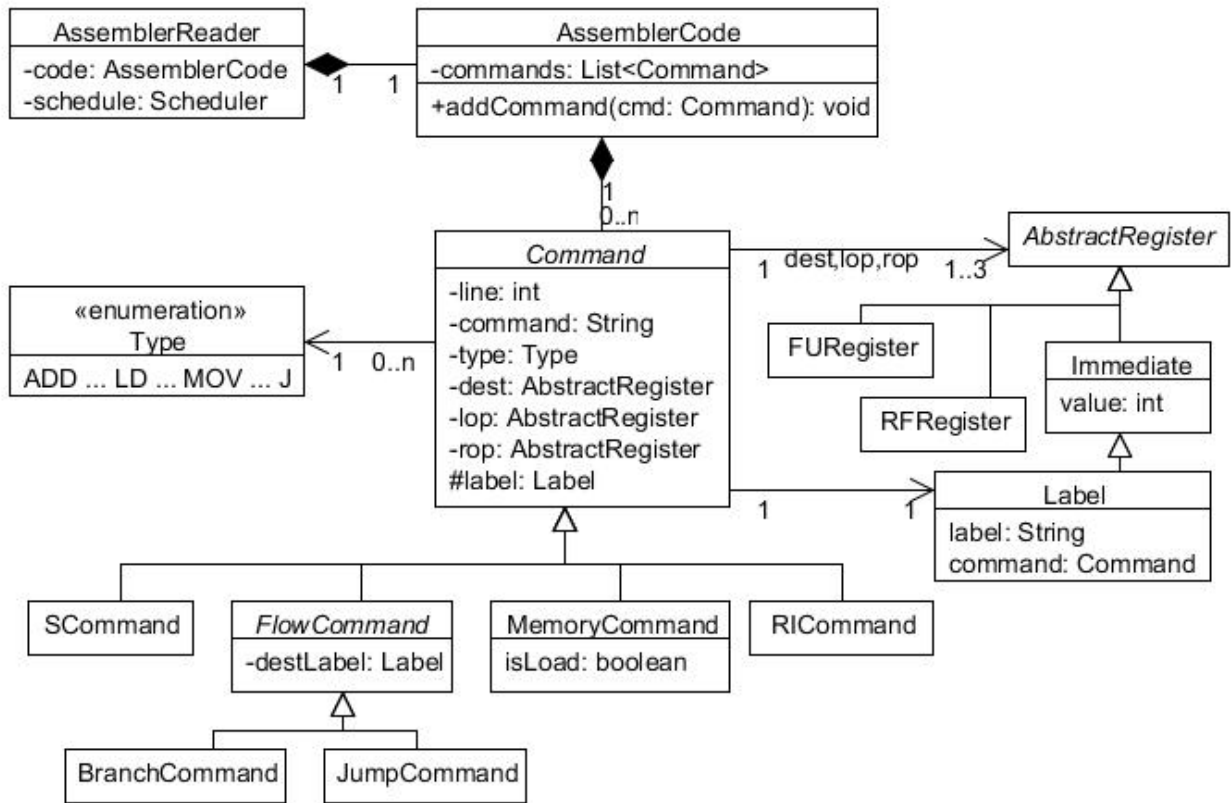 AssemblerReader
-code: AssemblerCode
-schedule: Scheduler
1
1
AssemblerCode
-commands: List<Command>
+addCommand(cmd: Command): void
1
0..n
Command
-line: int
-command: String
-type: Type
-dest: AbstractRegister
-lop: AbstractRegister
-rop: AbstractRegister
#label: Label
1
dest,lop,rop
1..3
AbstractRegister
«enumeration»
Type
ADD ... LD ... MOV ... J
1
0..n
FURegister
RFRegister
Immediate
value: int
1
1
Label
label: String
command: Command
SCommand
FlowCommand
-destLabel: Label
MemoryCommand
isLoad: boolean
RICommand
BranchCommand
JumpCommand